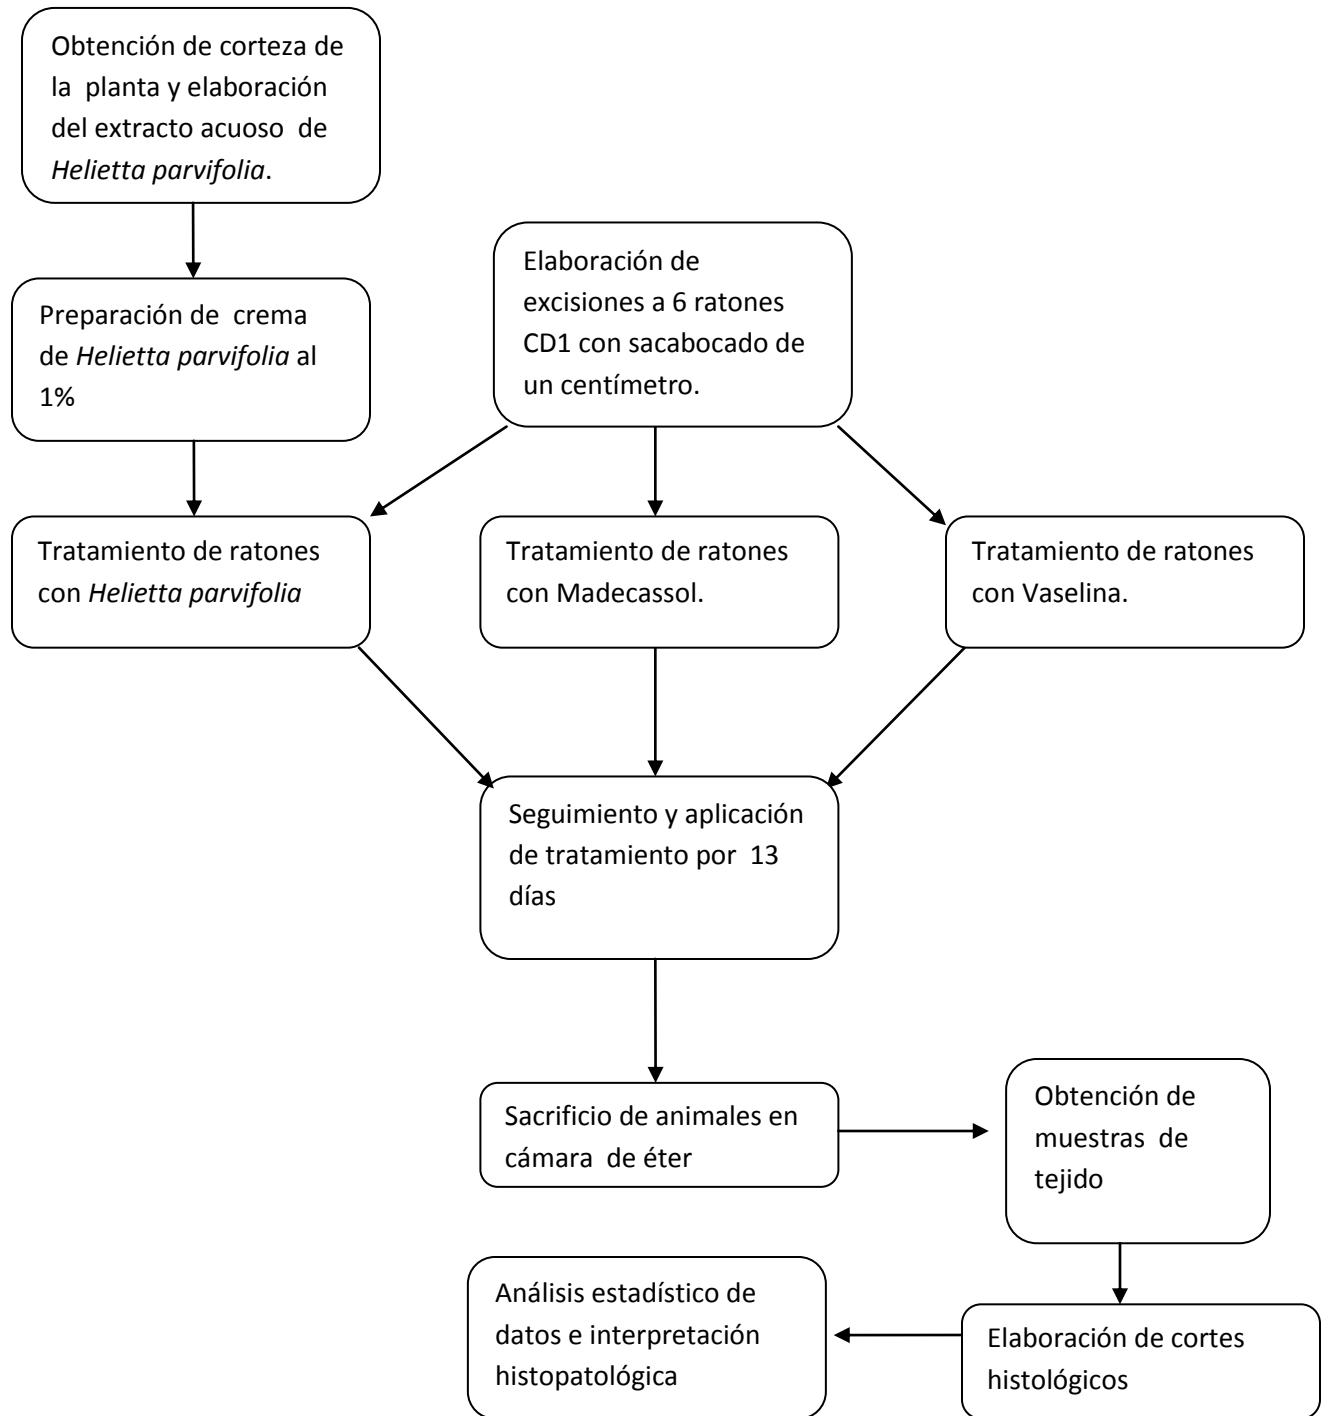 Obtención de corteza de
la planta y elaboración
del extracto acuoso de
Helietta parvifolia.
Preparación de crema
de Helietta parvifolia al
1%
Elaboración de
excisiones a 6 ratones
CD1 con sacabocado de
un centímetro.
Tratamiento de ratones
con Helietta parvifolia
Tratamiento de ratones
con Madecassol.
Tratamiento de ratones
con Vaselina.
Seguimiento y aplicación
de tratamiento por 13
días
Sacrificio de animales en
cámara de éter
Obtención de
muestras de
tejido
Elaboración de cortes
histológicos
Análisis estadístico de
datos e interpretación
histopatológica